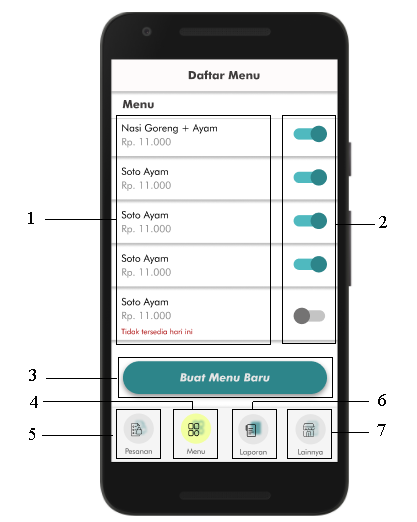 Daftar Menu
Menu
Nasi Goreng + Ayam
Rp. 11.000
Soto Ayam
Rp. 11.000
1
Soto Ayam
Rp. 11.000
2
Soto Ayam
Rp. 11.000
Soto Ayam
Rp. 11.000
Tidak tersedia hari ini
3
Buat Menu Baru
4
6
5
Pesanan
Menu
Laporan
Lainnya
7